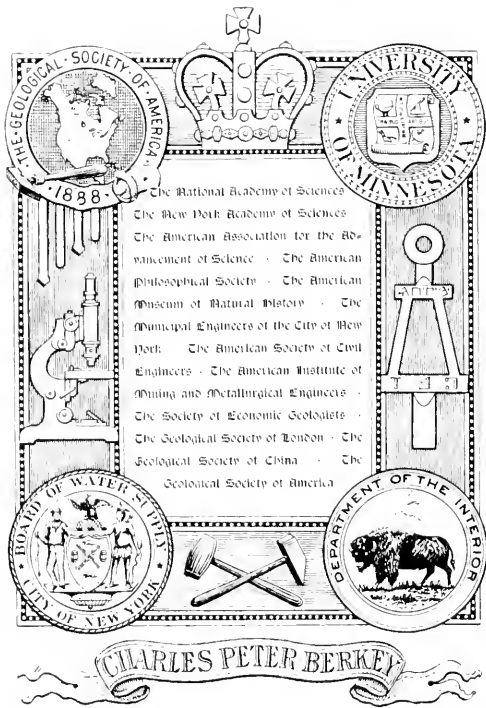 · THE · GEOLOGICAL · SOCIETY · OF · AMERICA ·
· 1888 ·
· UNIVERSITY ·
OF MINNESOTA
The National Academy of Sciences
The New York Academy of Sciences
The American Association for the Ad-
vancement of Science · The American
Philosophical Society · The American
Museum of Natural History · The
Municipal Engineers of the City of New
York The American Society of Civil
Engineers · The American Institute of
Mining and Metallurgical Engineers ·
The Society of Economic Geologists ·
The Geological Society of London · The
Geological Society of China · The
Geological Society of America
· BOARD OF WATER SUPPLY ·
CITY OF NEW YORK
DEPARTMENT OF THE INTERIOR
CHARLES PETER BERKEY